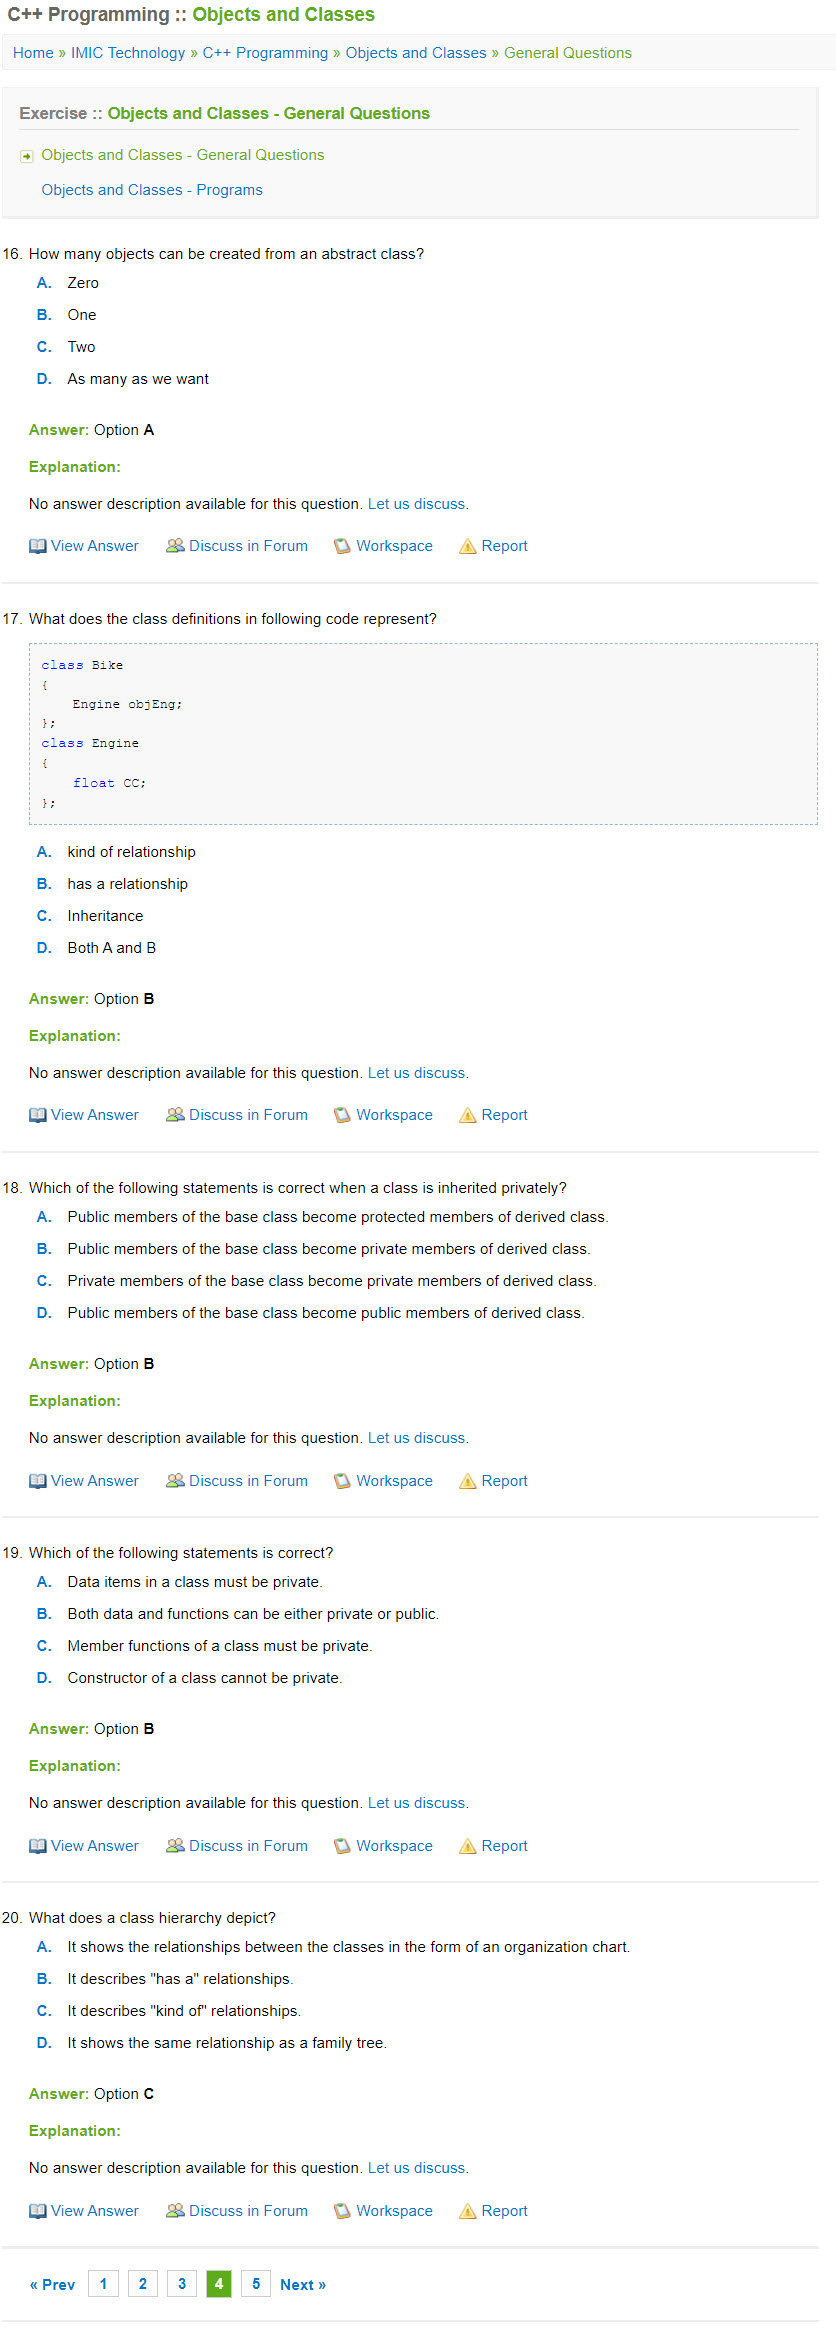 C++ Programming :: Objects and Classes
Home » IMIC Technology » C++ Programming » Objects and Classes » General Questions
Exercise :: Objects and Classes - General Questions
Objects and Classes - General Questions
Objects and Classes - Programs
16. How many objects can be created from an abstract class?
A. Zero
B. One
C. Two
D. As many as we want
Answer: Option A
Explanation:
No answer description available for this question. Let us discuss.
View Answer Discuss in Forum Workspace Report
17. What does the class definitions in following code represent?
class Bike
{
    Engine objEng;
};
class Engine
{
    float CC;
};
A. kind of relationship
B. has a relationship
C. Inheritance
D. Both A and B
Answer: Option B
Explanation:
No answer description available for this question. Let us discuss.
View Answer Discuss in Forum Workspace Report
18. Which of the following statements is correct when a class is inherited privately?
A. Public members of the base class become protected members of derived class.
B. Public members of the base class become private members of derived class.
C. Private members of the base class become private members of derived class.
D. Public members of the base class become public members of derived class.
Answer: Option B
Explanation:
No answer description available for this question. Let us discuss.
View Answer Discuss in Forum Workspace Report
19. Which of the following statements is correct?
A. Data items in a class must be private.
B. Both data and functions can be either private or public.
C. Member functions of a class must be private.
D. Constructor of a class cannot be private.
Answer: Option B
Explanation:
No answer description available for this question. Let us discuss.
View Answer Discuss in Forum Workspace Report
20. What does a class hierarchy depict?
A. It shows the relationships between the classes in the form of an organization chart.
B. It describes "has a" relationships.
C. It describes "kind of" relationships.
D. It shows the same relationship as a family tree.
Answer: Option C
Explanation:
No answer description available for this question. Let us discuss.
View Answer Discuss in Forum Workspace Report
« Prev 1 2 3 4 5 Next »